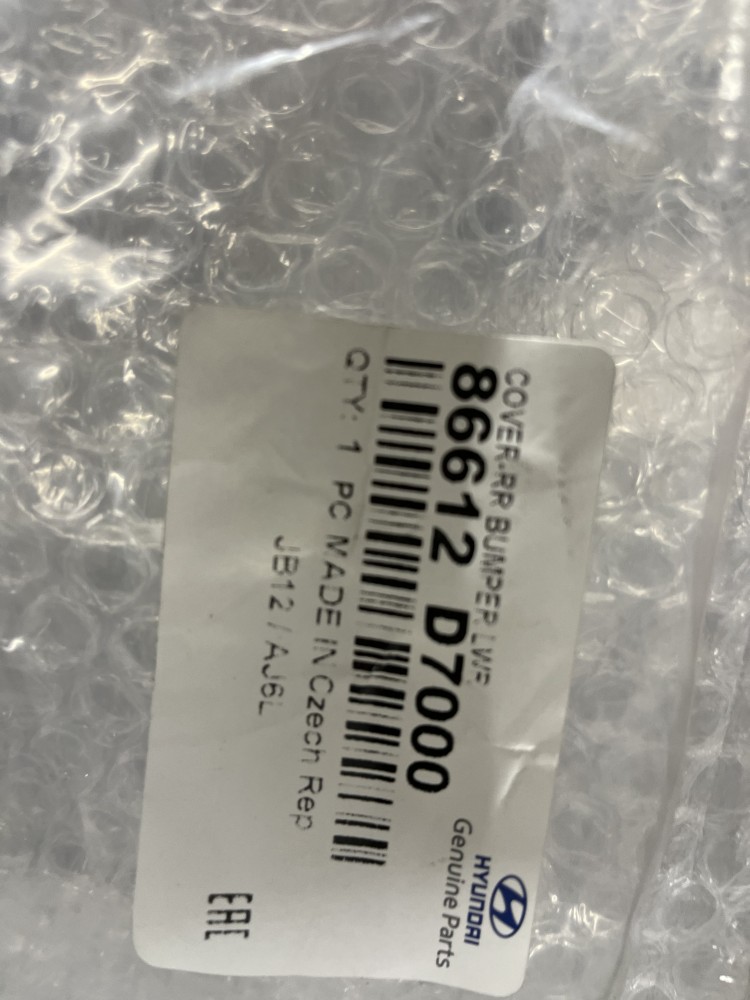 COVER-RR BUMPER,LWR
86612 D7000
HYUNDAI
Genuine Parts
QTY: 1 PC MADE IN Czech Rep
JB12 / AJ6L
EAC